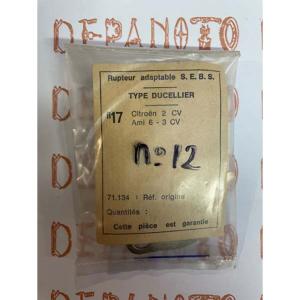 DEPANOTO
Rupteur adaptable S.E.B.S.
TYPE DUCELLIER
n° 17 Citroën 2 CV
Ami 6 - 3 CV
n° 12
71.134 : Réf. origine
Quantités :
Cette pièce est garantie